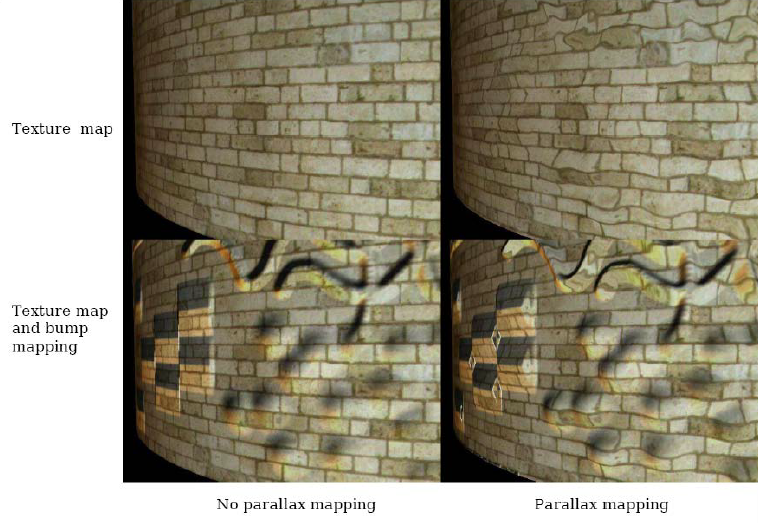 Texture map
Texture map
and bump
mapping
No parallax mapping
Parallax mapping